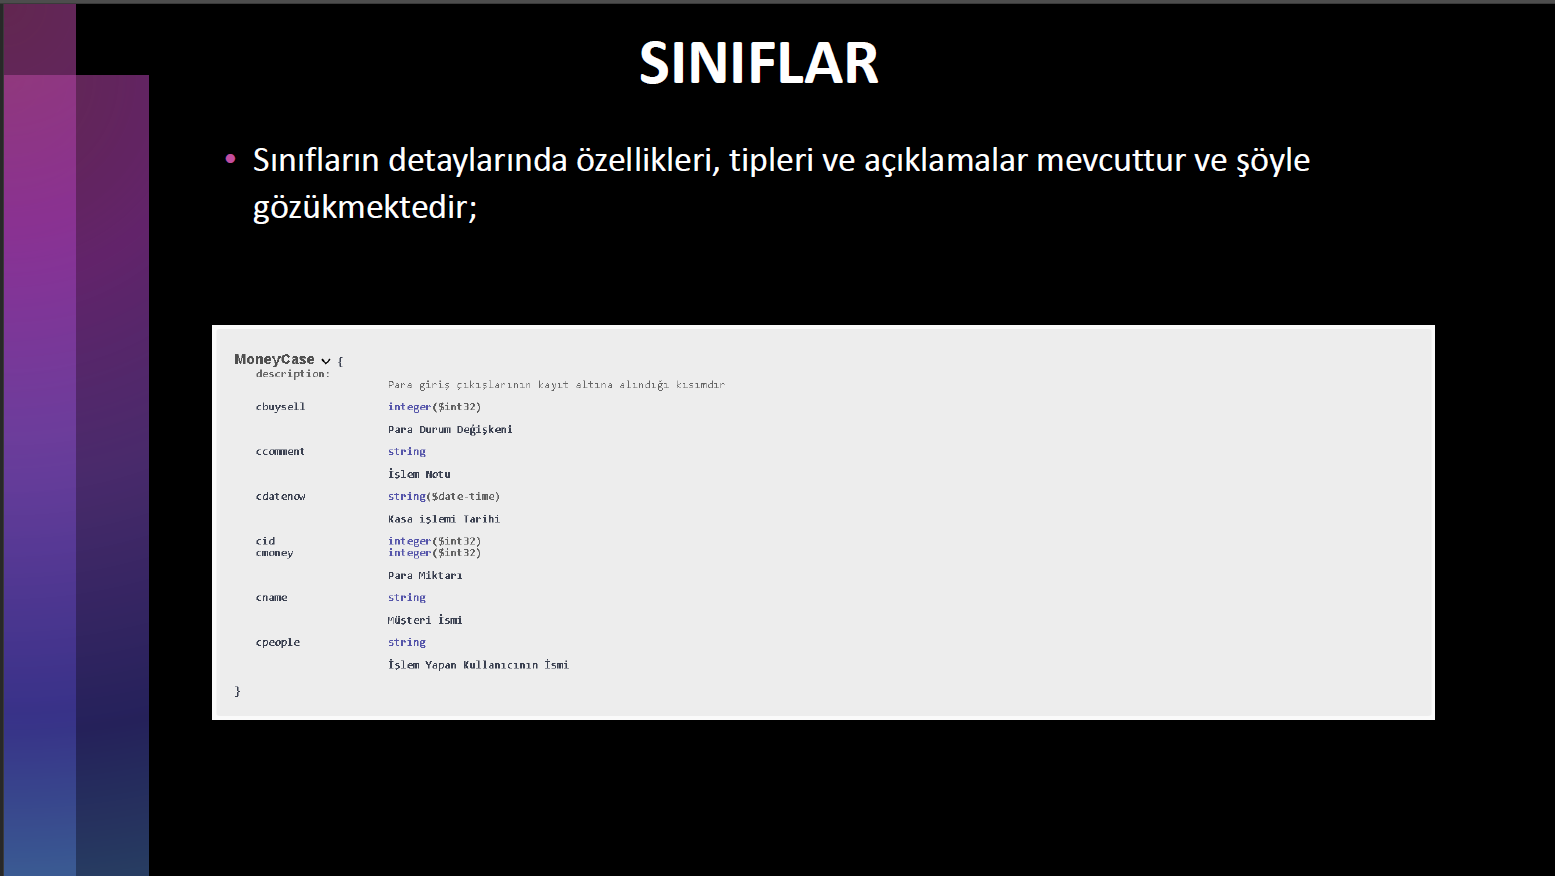 SINIFLAR
• Sınıfların detaylarında özellikleri, tipleri ve açıklamalar mevcuttur ve şöyle
gözükmektedir;
MoneyCase {
description:
Para giriş çıkışlarının kayıt altına alındığı kısımdır
cbuysell integer($int32)
Para Durum Değişkeni
ccomment string
İşlem Notu
cdatenow string($date-time)
Kasa işlemi Tarihi
cid integer($int32)
cmoney integer($int32)
Para Miktarı
cname string
Müşteri İsmi
cpeople string
İşlem Yapan Kullanıcının İsmi
}